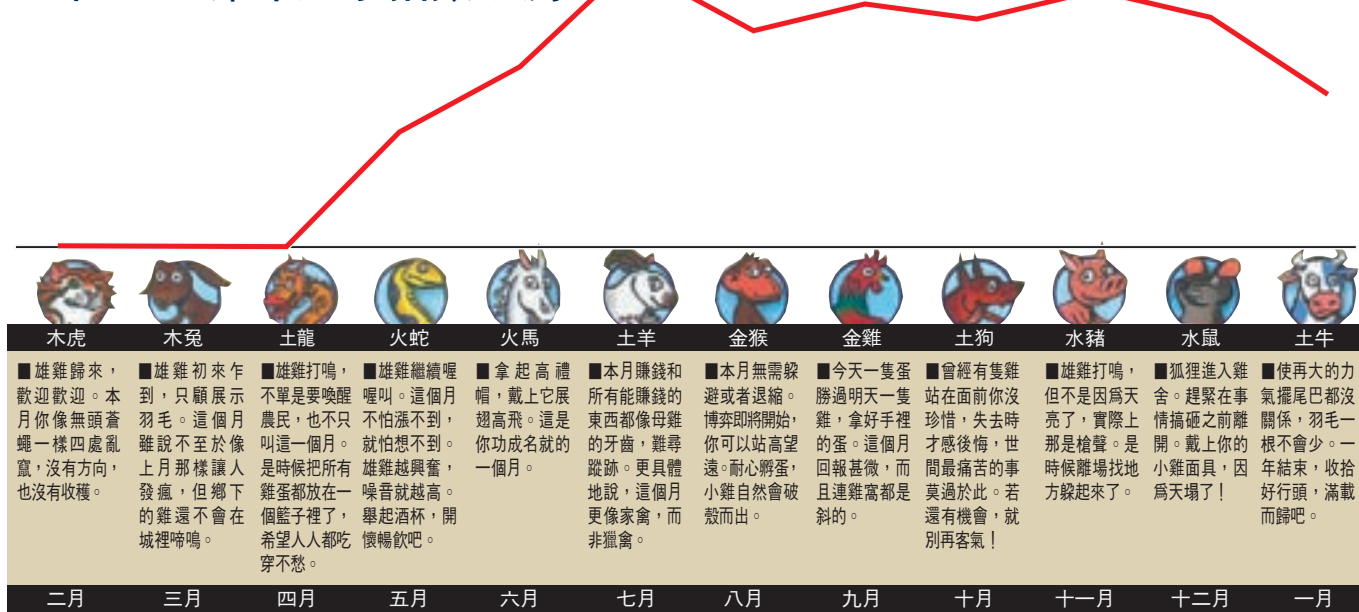 木虎
木兔
土龍
火蛇
火馬
土羊
金猴
金雞
土狗
水豬
水鼠
土牛
■雄雞歸來，
歡迎歡迎。本
月你像無頭蒼
蠅一樣四處亂
竄，沒有方向，
也沒有收穫。
■雄雞初來乍
到，只顧展示
羽毛。這個月
雖說不至於像
上月那樣讓人
發瘋，但鄉下
的雞還不會在
城裡啼鳴。
■雄雞打鳴，
不單是要喚醒
農民，也不只
叫這一個月。
是時候把所有
雞蛋都放在一
個籃子裡了，
希望人人都吃
穿不愁。
■雄雞繼續喔
喔叫。這個月
不怕漲不到，
就怕想不到。
雄雞越興奮，
噪音就越高。
舉起酒杯，開
懷暢飲吧。
■拿起高禮
帽，戴上它展
翅高飛。這是
你功成名就的
一個月。
■本月賺錢和
所有能賺錢的
東西都像母雞
的牙齒，難尋
蹤跡。更具體
地說，這個月
更像家禽，而
非獵禽。
■本月無需躲
避或者退縮。
博弈即將開始，
你可以站高望
遠。耐心孵蛋，
小雞自然會破
殼而出。
■今天一隻蛋
勝過明天一隻
雞，拿好手裡
的蛋。這個月
回報甚微，而
且連雞窩都是
斜的。
■曾經有隻雞
站在面前你沒
珍惜，失去時
才感後悔，世
間最痛苦的事
莫過於此。若
還有機會，就
別再客氣！
■雄雞打鳴，
但不是因爲天
亮了，實際上
那是槍聲。是
時候離場找地
方躲起來了。
■狐狸進入雞
舍。趕緊在事
情搞砸之前離
開。戴上你的
小雞面具，因
爲天塌了！
■使再大的力
氣擺尾巴都沒
關係，羽毛一
根不會少。一
年結束，收拾
好行頭，滿載
而歸吧。
二月
三月
四月
五月
六月
七月
八月
九月
十月
十一月
十二月
一月